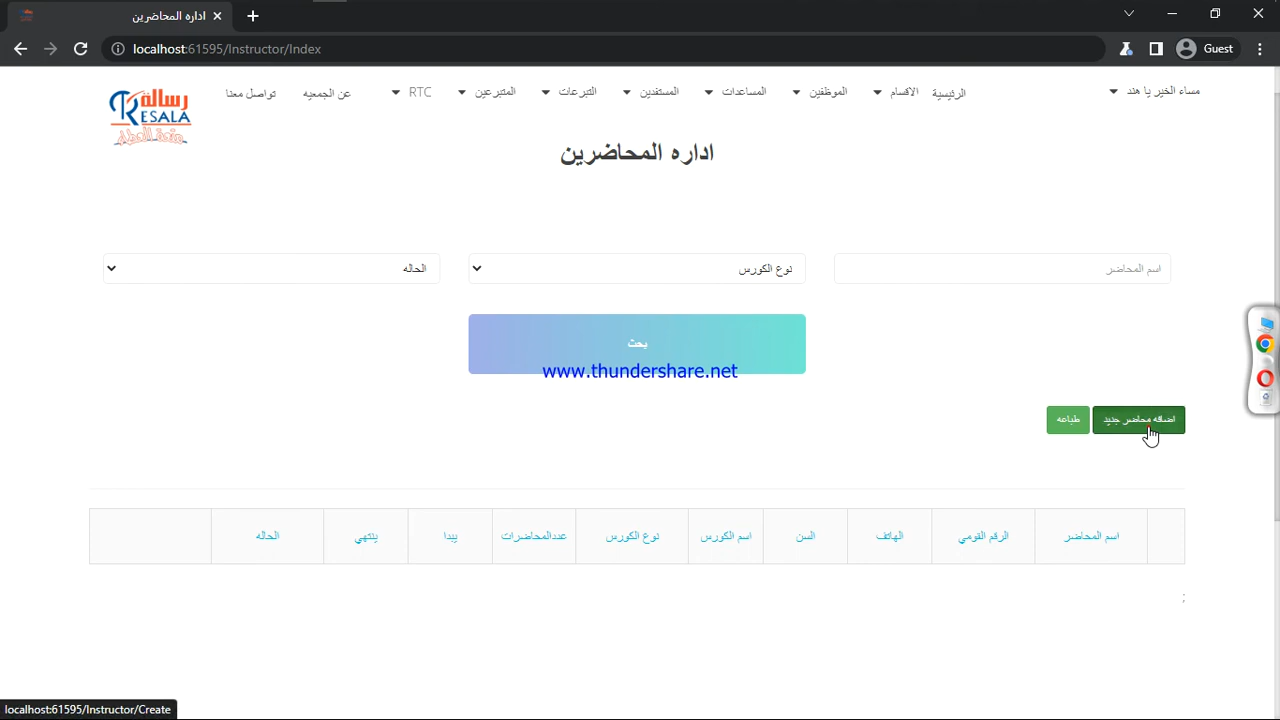 اداره المحاضرين
localhost:61595/Instructor/Index
Guest
مساء الخير يا هند
الرئيسية
الاقسام
الموظفين
المساعدات
المستفدين
التبرعات
المتبرعين
RTC
عن الجمعيه
تواصل معنا
رسالة
RESALA
اداره المحاضرين
اسم المحاضر
نوع الكورس
الحاله
بحث
www.thundershare.net
اضافه محاضر جديد
طباعه
اسم المحاضر
الرقم القومي
الهاتف
السن
اسم الكورس
نوع الكورس
عددالمحاضرات
يبدا
ينتهي
الحاله
;
localhost:61595/Instructor/Create